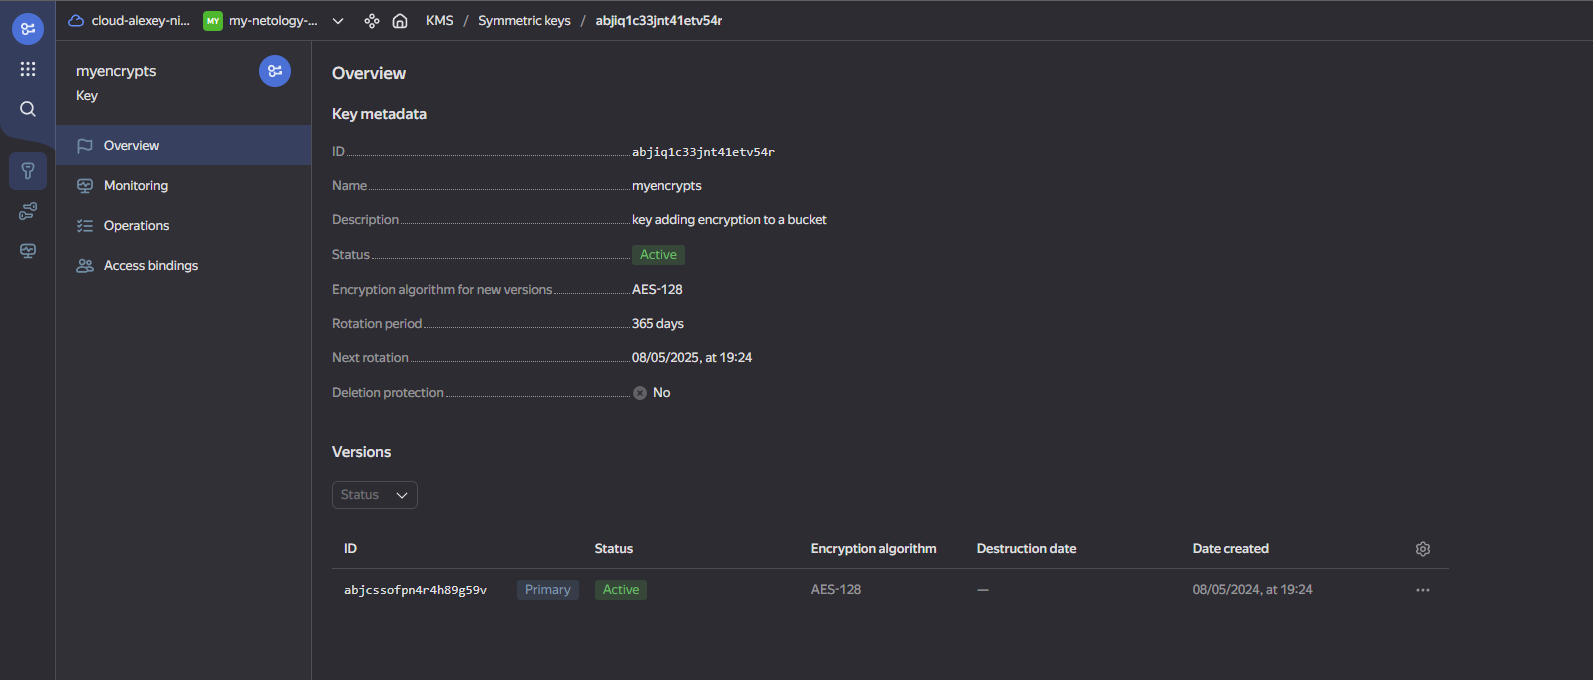 cloud-alexey-ni... MY my-netology-... KMS / Symmetric keys / abjiq1c33jnt41etv54r
myencrypts
Key
Overview
Monitoring
Operations
Access bindings
Overview
Key metadata
ID abjiq1c33jnt41etv54r
Name myencrypts
Description key adding encryption to a bucket
Status Active
Encryption algorithm for new versions AES-128
Rotation period 365 days
Next rotation 08/05/2025, at 19:24
Deletion protection No
Versions
Status
ID Status Encryption algorithm Destruction date Date created
abjcssofpn4r4h89g59v Primary Active AES-128 — 08/05/2024, at 19:24